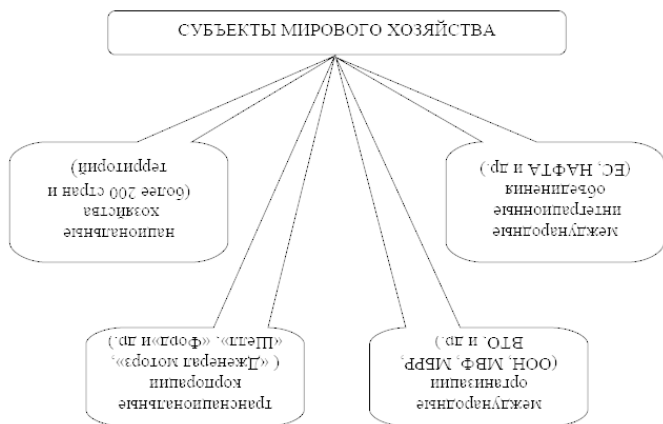 СУБЪЕКТЫ МИРОВОГО ХОЗЯЙСТВА
национальные
хозяйства
(более 200 стран и
территорий)
международные
интеграционные
объединения
(ЕС, НАФТА и др.)
транснациональные
корпорации
( «Дженерал моторз»,
«Шелл», «Форд»и др.)
международные
организации
(ООН, МВФ, МБРР,
ВТО, и др.)